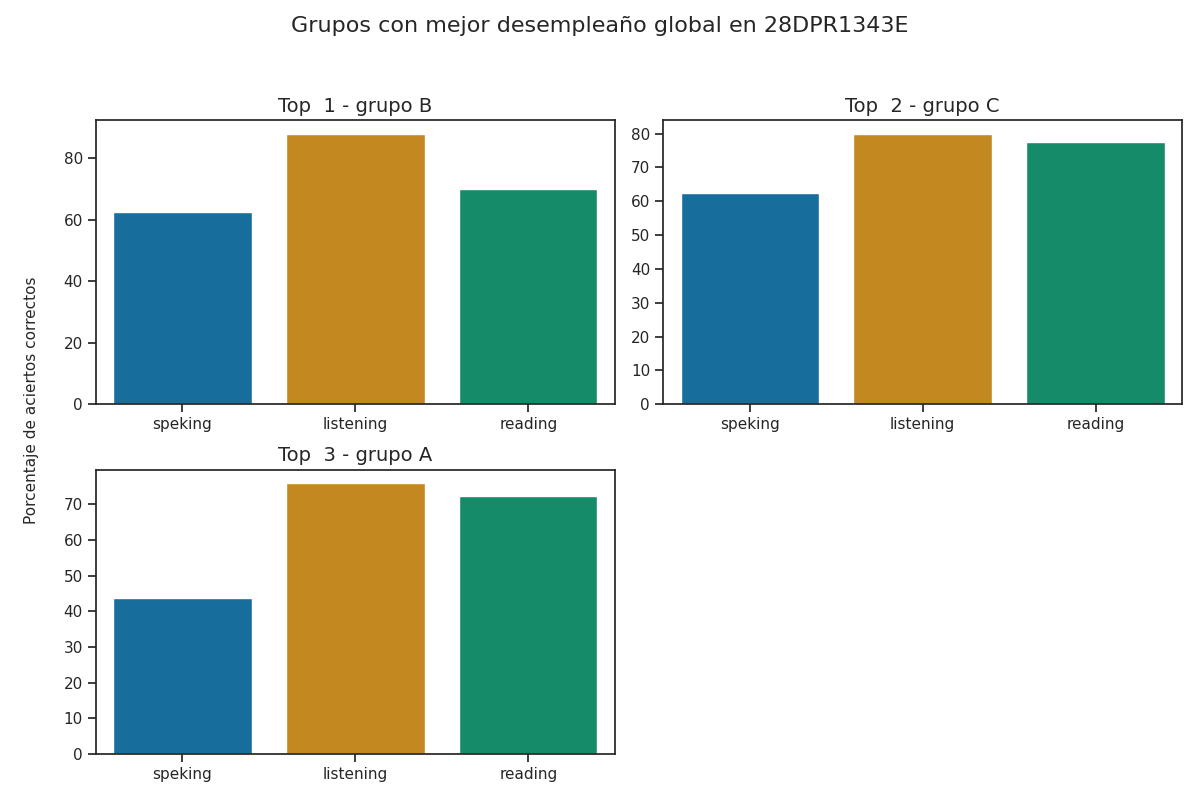 Grupos con mejor desempleaño global en 28DPR1343E
Porcentaje de aciertos correctos
Top  1 - grupo B
80
60
40
20
0
speking listening reading
Top  2 - grupo C
80
70
60
50
40
30
20
10
0
speking listening reading
Top  3 - grupo A
70
60
50
40
30
20
10
0
speking listening reading